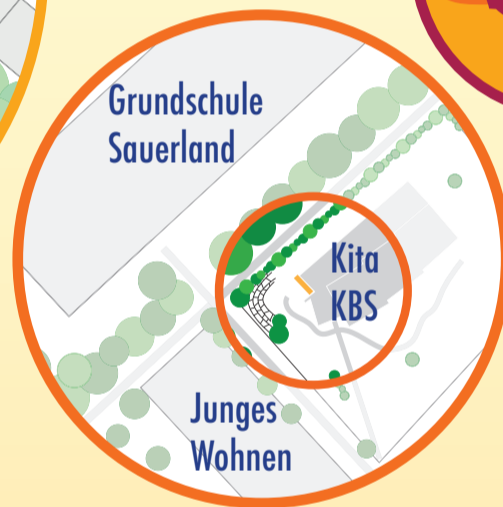 Grundschule
Sauerland
Kita
KBS
Junges
Wohnen